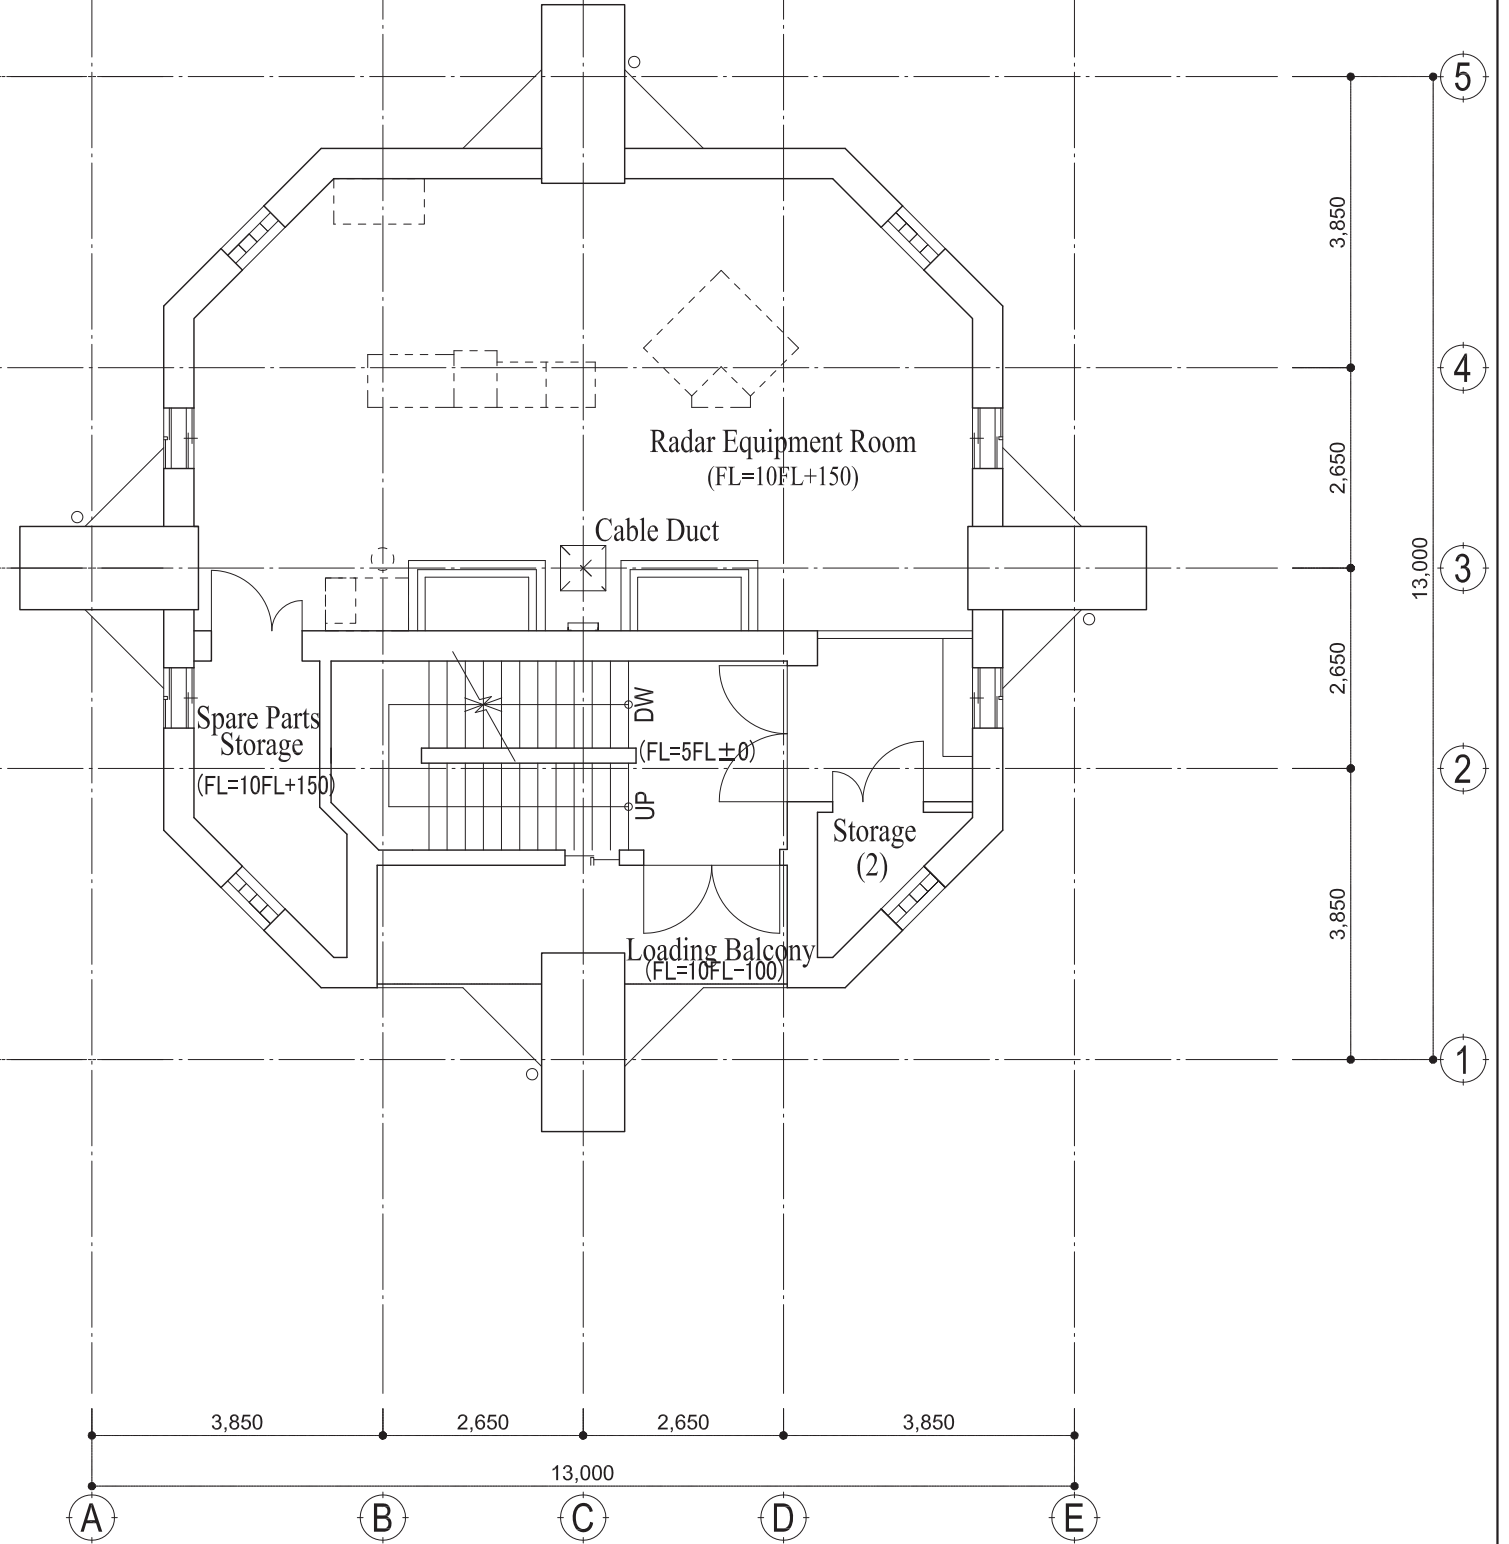 5
3,850
4
Radar Equipment Room
(FL=10FL+150)
2,650
Cable Duct
13,000
3
2,650
DW
Spare Parts
Storage
(FL=10FL+150)
(FL=5FL±0)
2
UP
Storage
(2)
3,850
Loading Balcony
(FL=10FL-100)
1
3,850
2,650
2,650
3,850
13,000
A
B
C
D
E